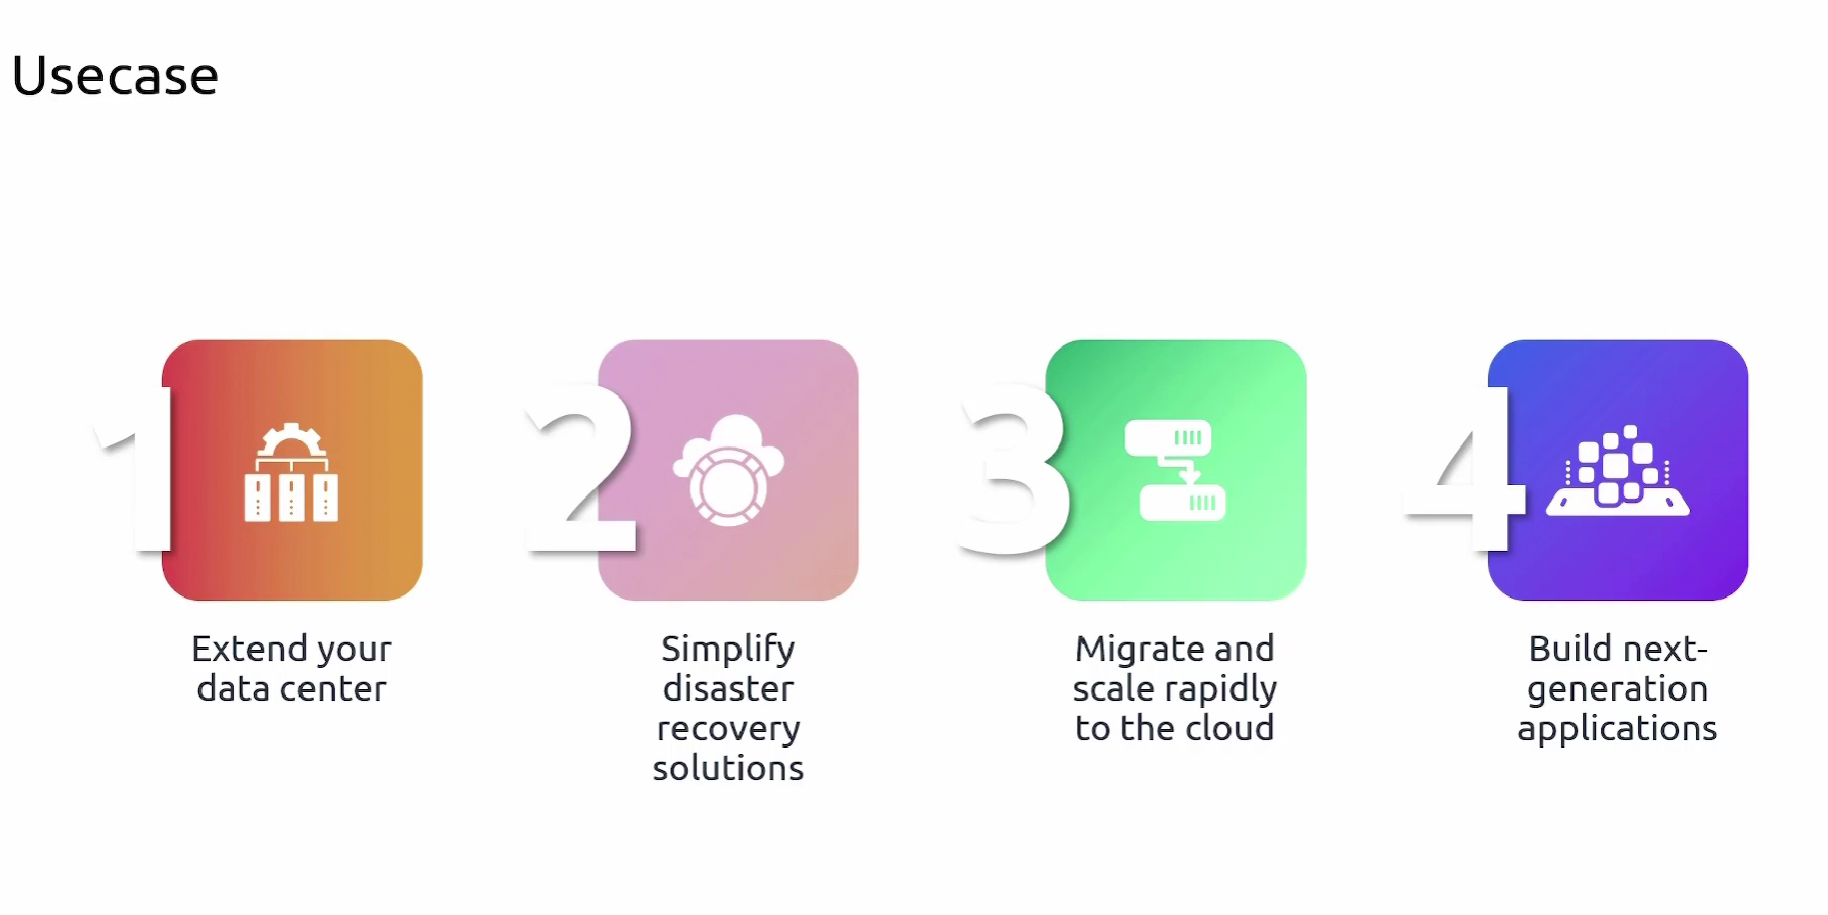 Usecase
1
Extend your
data center
2
Simplify
disaster
recovery
solutions
3
Migrate and
scale rapidly
to the cloud
4
Build next-
generation
applications